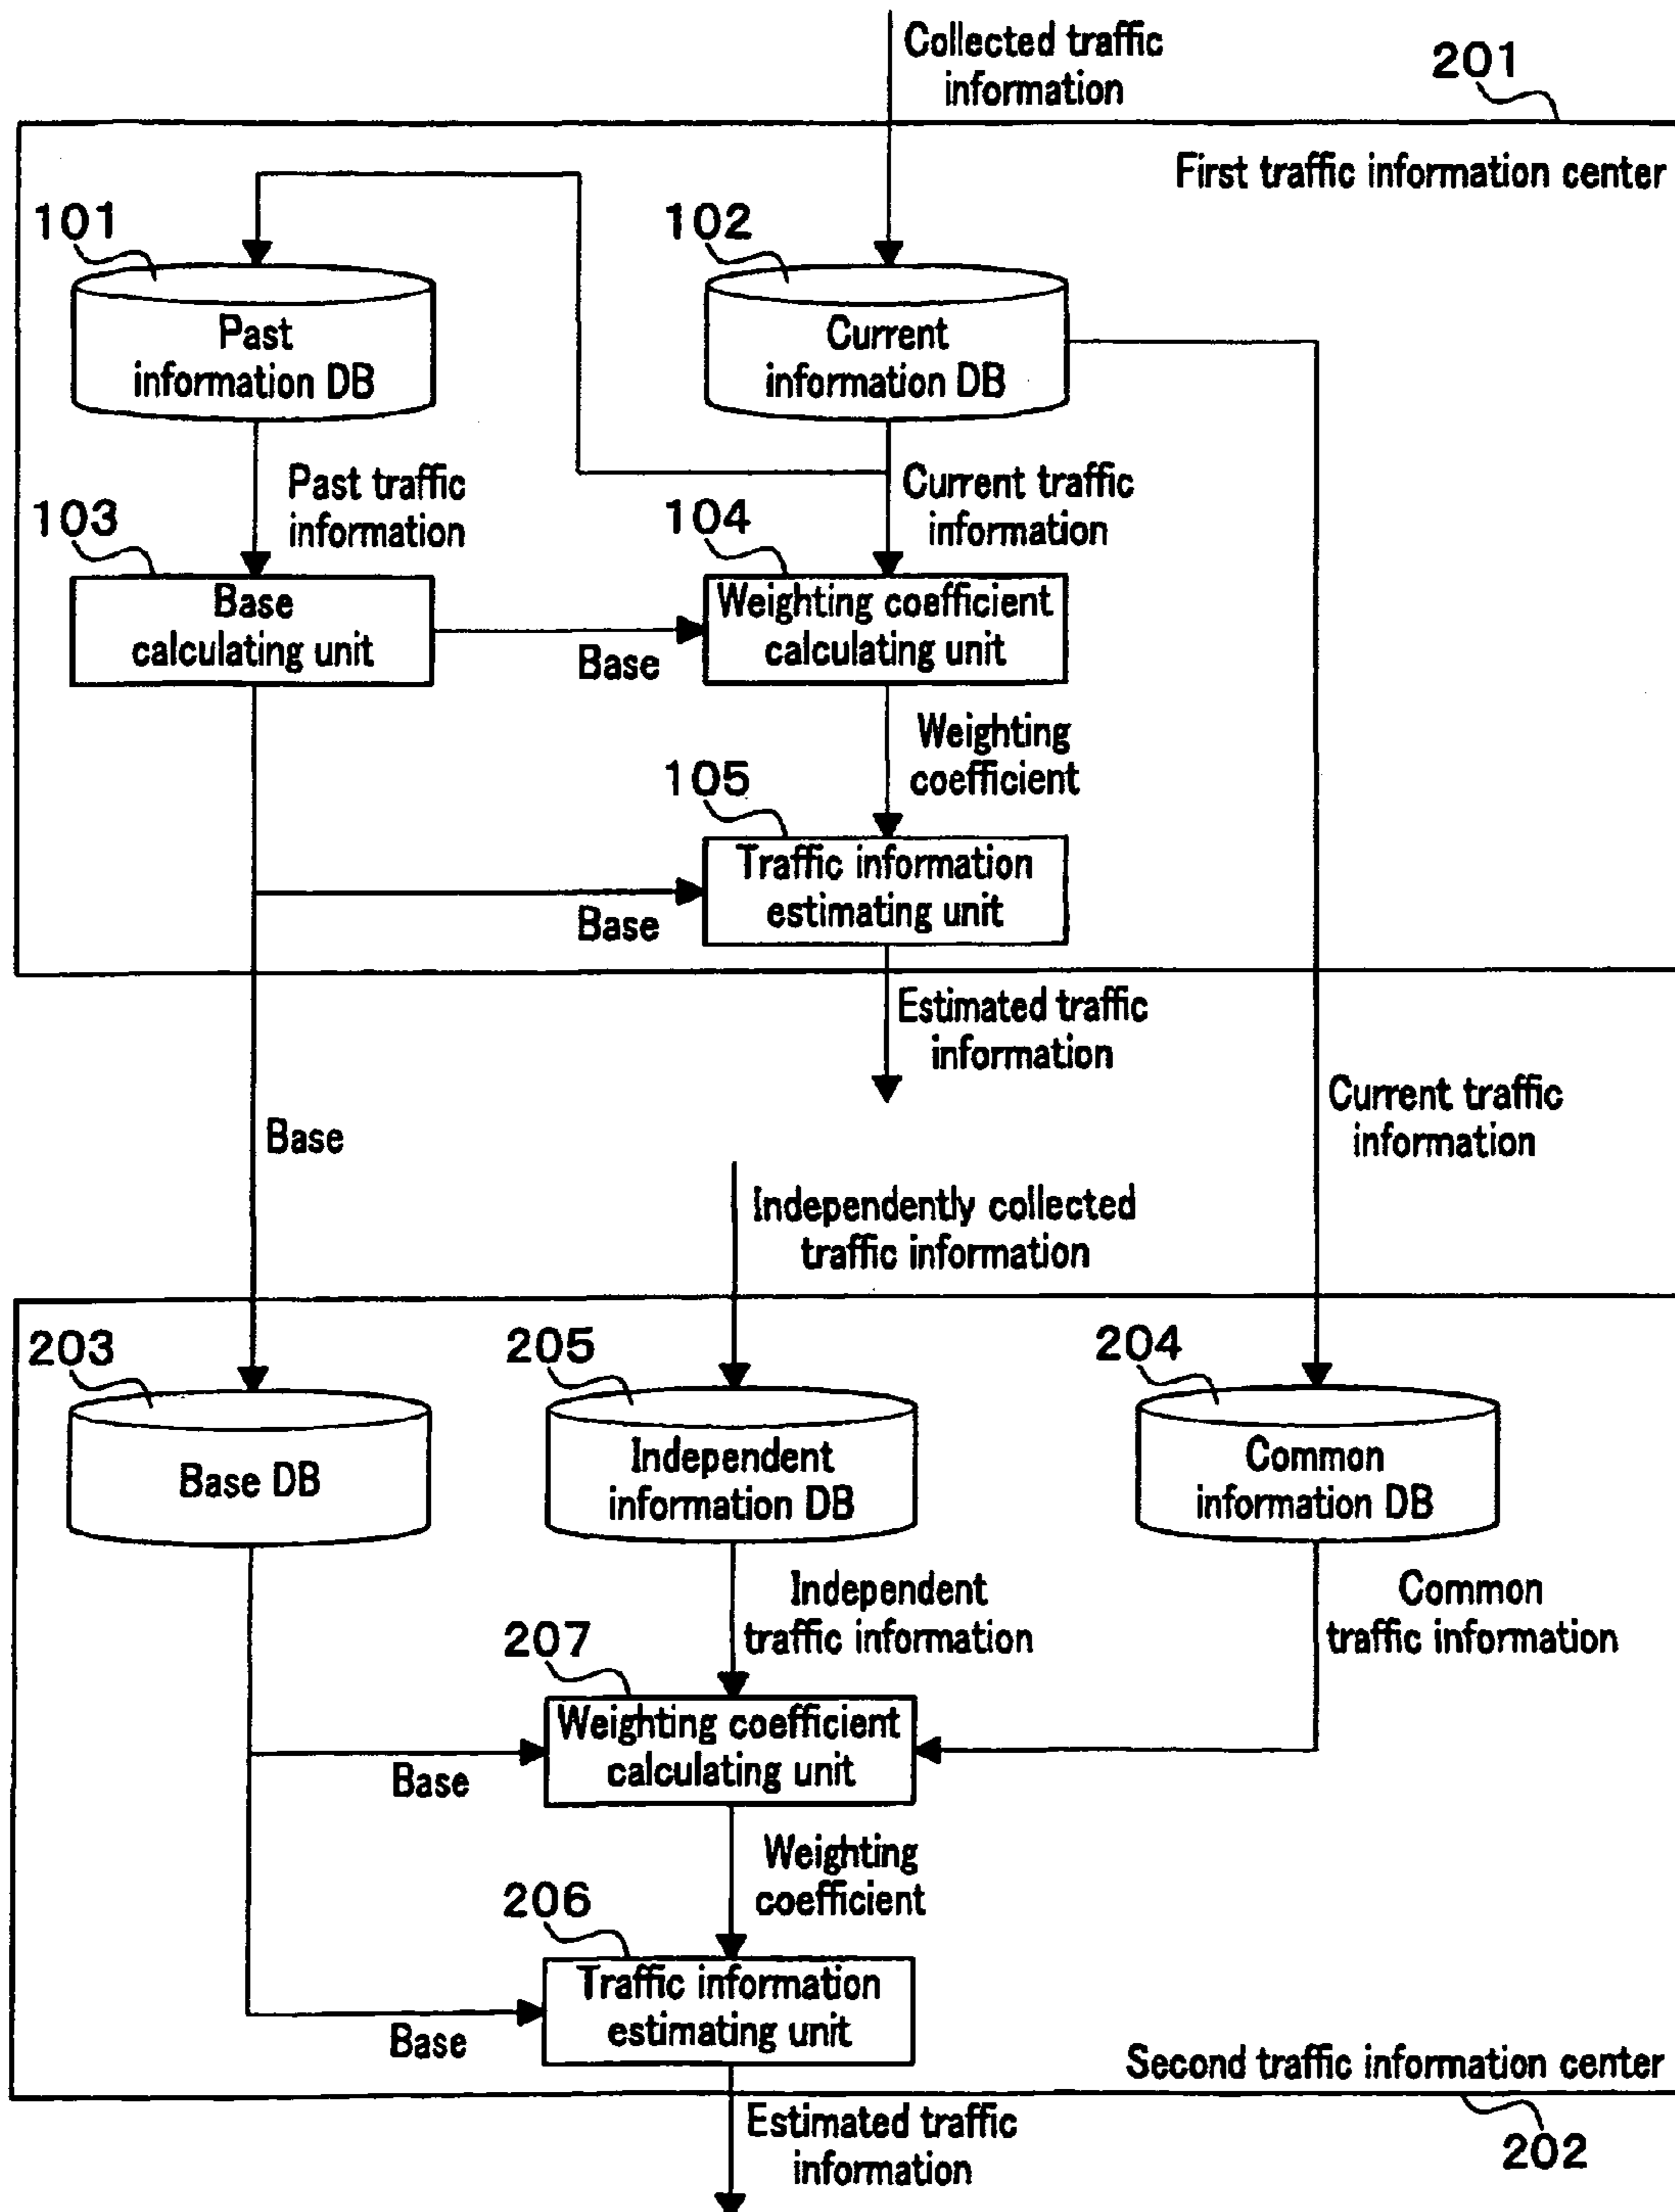 Collected traffic
information
201
First traffic information center
101
102
Past
information DB
Current
information DB
Past traffic
information
Current traffic
information
103
104
Base
calculating unit
Weighting coefficient
calculating unit
Base
Weighting
coefficient
105
Traffic information
estimating unit
Base
Estimated traffic
information
Current traffic
information
Base
Independently collected
traffic information
203
205
204
Base DB
Independent
information DB
Common
information DB
Independent
traffic information
Common
traffic information
207
Weighting coefficient
calculating unit
Base
Weighting
coefficient
206
Traffic information
estimating unit
Base
Second traffic information center
Estimated traffic
information
202